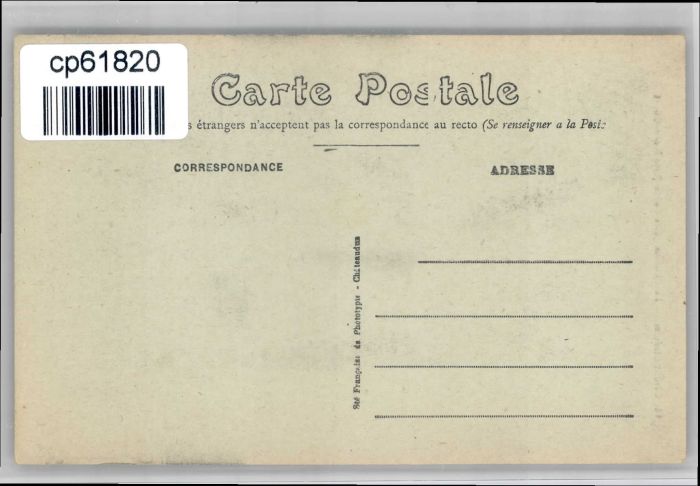 cp61820
Carte Postale
s étrangers n'acceptent pas la correspondance au recto (Se renseigner a la Poste
CORRESPONDANCE
ADRESSE
Sté Française de Phototypie - Châteaudun